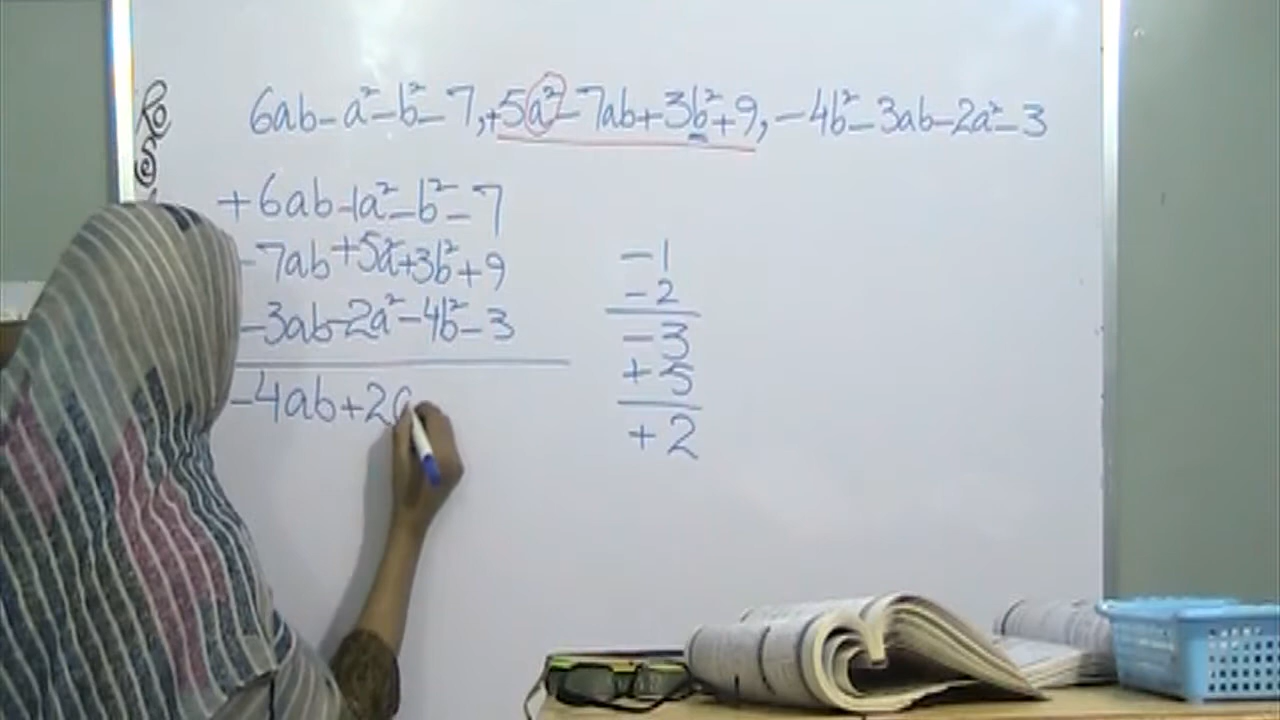 6ab-a²-b²-7,+5a²-7ab+3b²+9,-4b²-3ab-2a²-3
+6ab-1a²-b²-7
-7ab+5a²+3b²+9
-3ab-2a²-4b²-3
-4ab+2a
-1
-2
-3
+5
+2